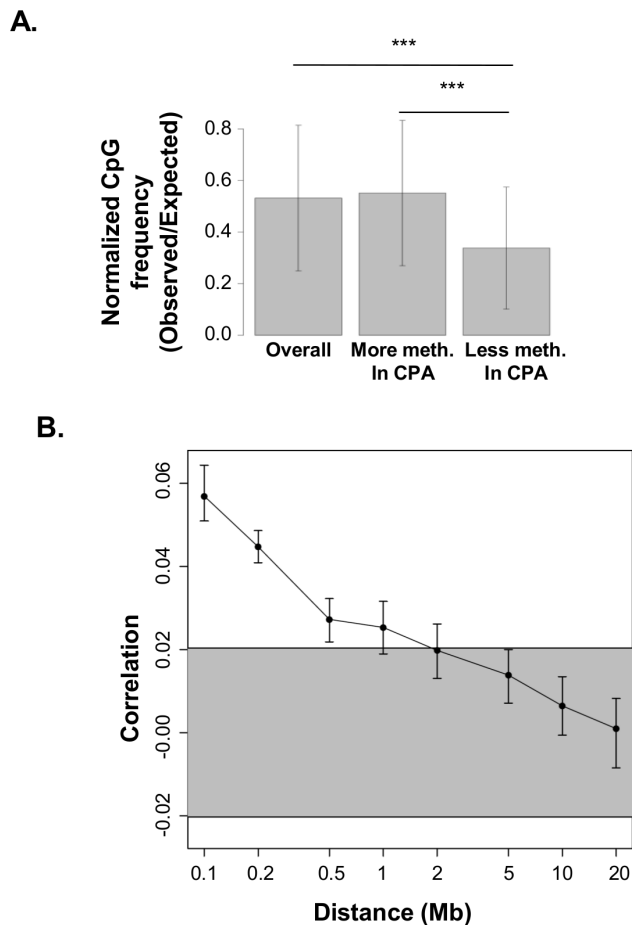 A.
***
***
Normalized CpG
frequency
(Observed/Expected)
0.8
0.6
0.4
0.2
0.0
Overall
More meth.
In CPA
Less meth.
In CPA
B.
Correlation
0.06
0.04
0.02
-0.00
-0.02
0.1 0.2 0.5 1 2 5 10 20
Distance (Mb)